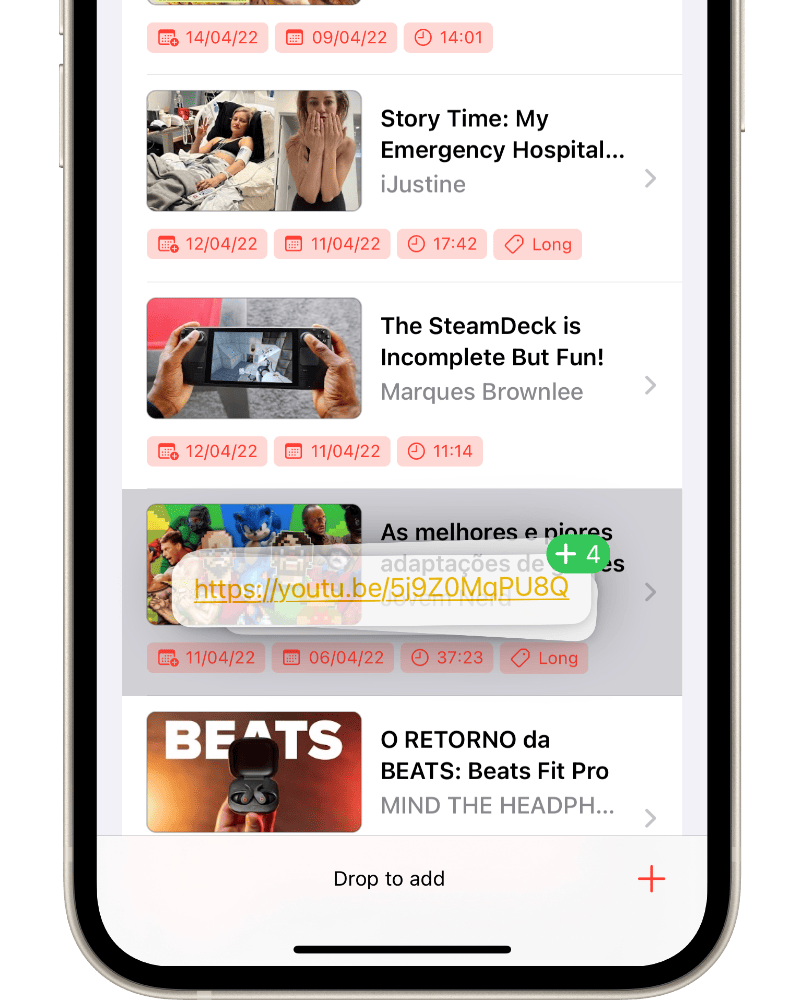 14/04/22 09/04/22 14:01
Story Time: My
Emergency Hospital...
iJustine
12/04/22 11/04/22 17:42 Long
The SteamDeck is
Incomplete But Fun!
Marques Brownlee
12/04/22 11/04/22 11:14
As melhores e piores
adaptações de
+ 4
https://youtu.be/5j9Z0MqPU8Q
Jovem Nerd
11/04/22 06/04/22 37:23 Long
BEATS
O RETORNO da
BEATS: Beats Fit Pro
MIND THE HEADPH...
Drop to add